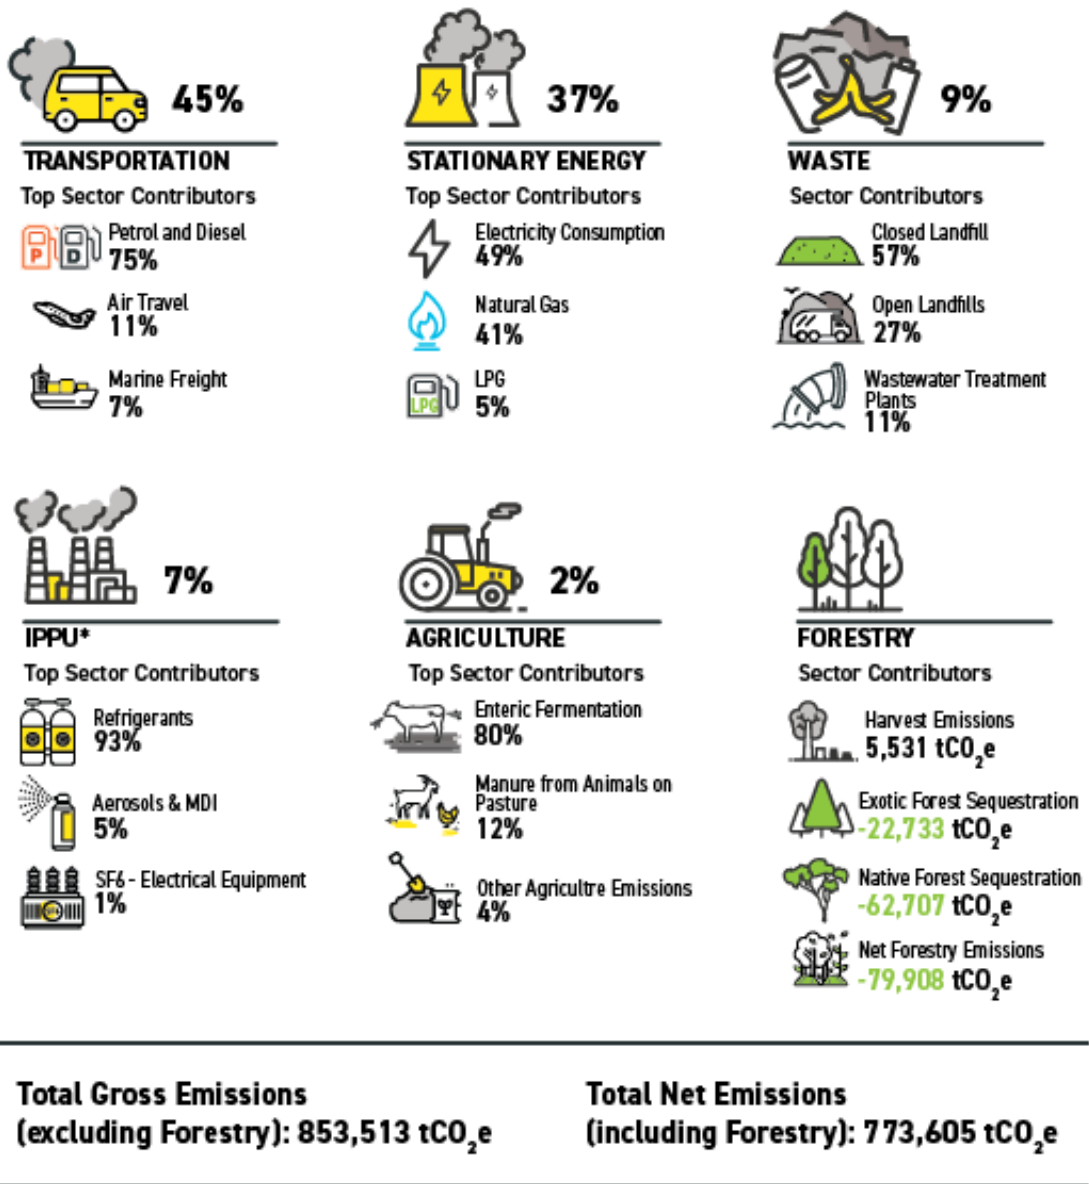 45%
TRANSPORTATION
Top Sector Contributors
P D
Petrol and Diesel
75%
Air Travel
11%
Marine Freight
7%
37%
STATIONARY ENERGY
Top Sector Contributors
Electricity Consumption
49%
Natural Gas
41%
LPG
LPG
5%
9%
WASTE
Sector Contributors
Closed Landfill
57%
Open Landfills
27%
Wastewater Treatment
Plants
11%
7%
IPPU*
Top Sector Contributors
Refrigerants
93%
Aerosols & MDI
5%
SF6 - Electrical Equipment
1%
2%
AGRICULTURE
Top Sector Contributors
Enteric Fermentation
80%
Manure from Animals on
Pasture
12%
Other Agricultre Emissions
4%
FORESTRY
Sector Contributors
Harvest Emissions
5,531 tCO₂e
Exotic Forest Sequestration
-22,733 tCO₂e
Native Forest Sequestration
-62,707 tCO₂e
Net Forestry Emissions
-79,908 tCO₂e
Total Gross Emissions
(excluding Forestry): 853,513 tCO₂e
Total Net Emissions
(including Forestry): 773,605 tCO₂e